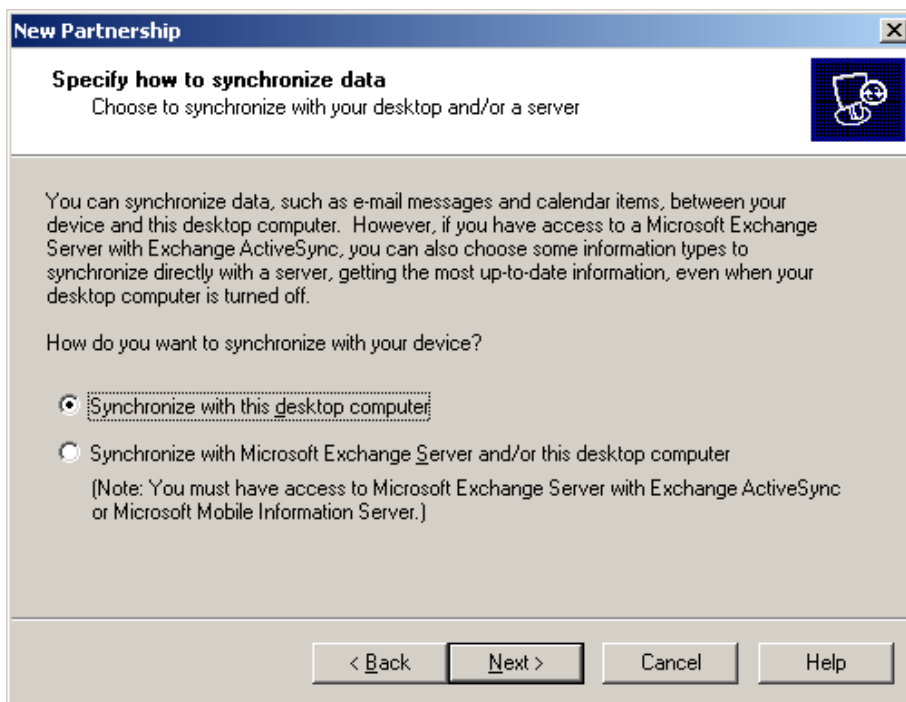 New Partnership
Specify how to synchronize data
Choose to synchronize with your desktop and/or a server
You can synchronize data, such as e-mail messages and calendar items, between your
device and this desktop computer.  However, if you have access to a Microsoft Exchange
Server with Exchange ActiveSync, you can also choose some information types to
synchronize directly with a server, getting the most up-to-date information, even when your
desktop computer is turned off.
How do you want to synchronize with your device?
Synchronize with this desktop computer
Synchronize with Microsoft Exchange Server and/or this desktop computer
(Note: You must have access to Microsoft Exchange Server with Exchange ActiveSync
or Microsoft Mobile Information Server.)
< Back Next > Cancel Help